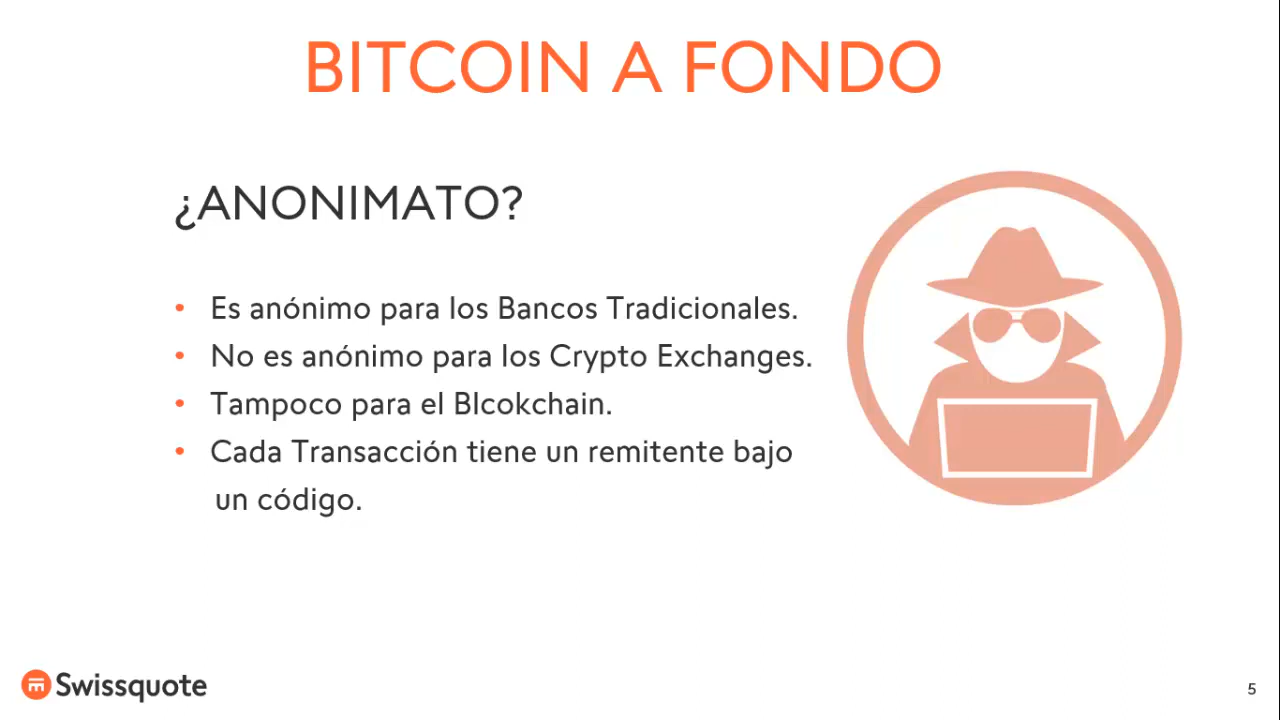 BITCOIN A FONDO
¿ANONIMATO?
• Es anónimo para los Bancos Tradicionales.
• No es anónimo para los Crypto Exchanges.
• Tampoco para el Blcokchain.
• Cada Transacción tiene un remitente bajo
un código.
Swissquote
5